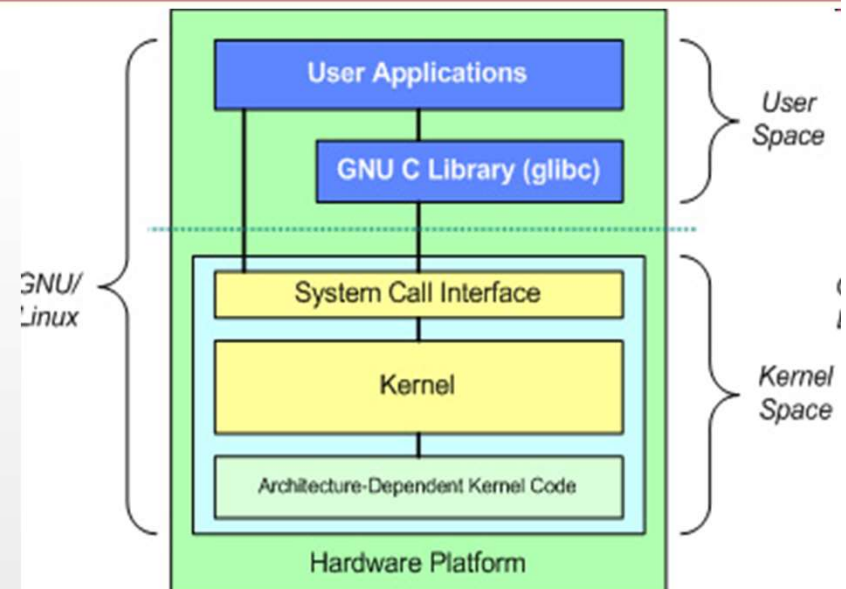 User Applications
GNU C Library (glibc)
User
Space
GNU/
Linux
System Call Interface
Kernel
Architecture-Dependent Kernel Code
Kernel
Space
Hardware Platform